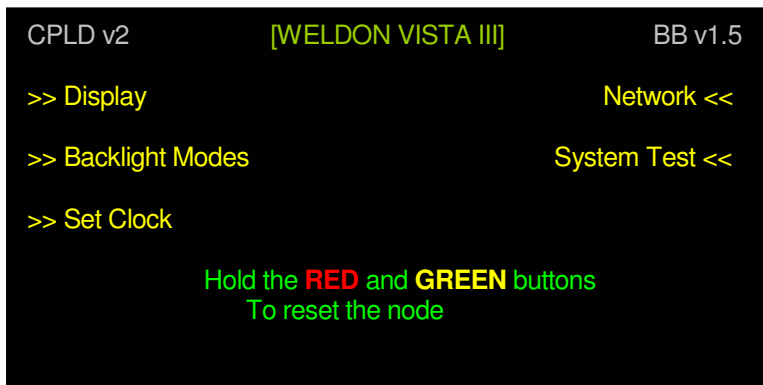 CPLD v2 [WELDON VISTA III] BB v1.5
>> Display Network <<
>> Backlight Modes System Test <<
>> Set Clock
Hold the RED and GREEN buttons
To reset the node